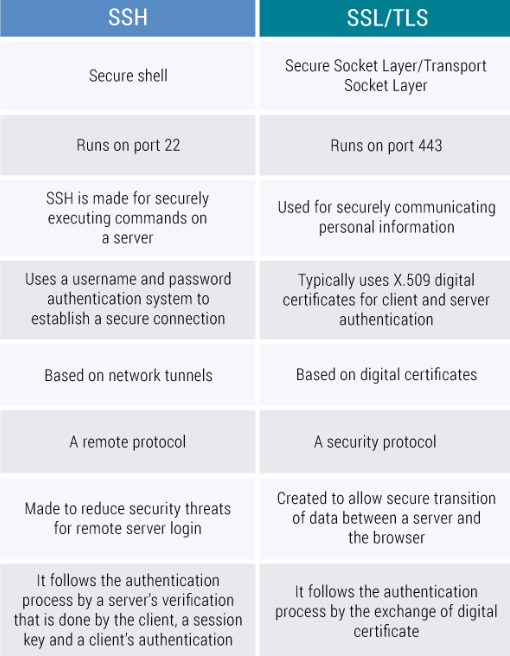 SSH
SSL/TLS
Secure shell
Secure Socket Layer/Transport
Socket Layer
Runs on port 22
Runs on port 443
SSH is made for securely
executing commands on
a server
Used for securely communicating
personal information
Uses a username and password
authentication system to
establish a secure connection
Typically uses X.509 digital
certificates for client and server
authentication
Based on network tunnels
Based on digital certificates
A remote protocol
A security protocol
Made to reduce security threats
for remote server login
Created to allow secure transition
of data between a server and
the browser
It follows the authentication
process by a server's verification
that is done by the client, a session
key and a client's authentication
It follows the authentication
process by the exchange of digital
certificate